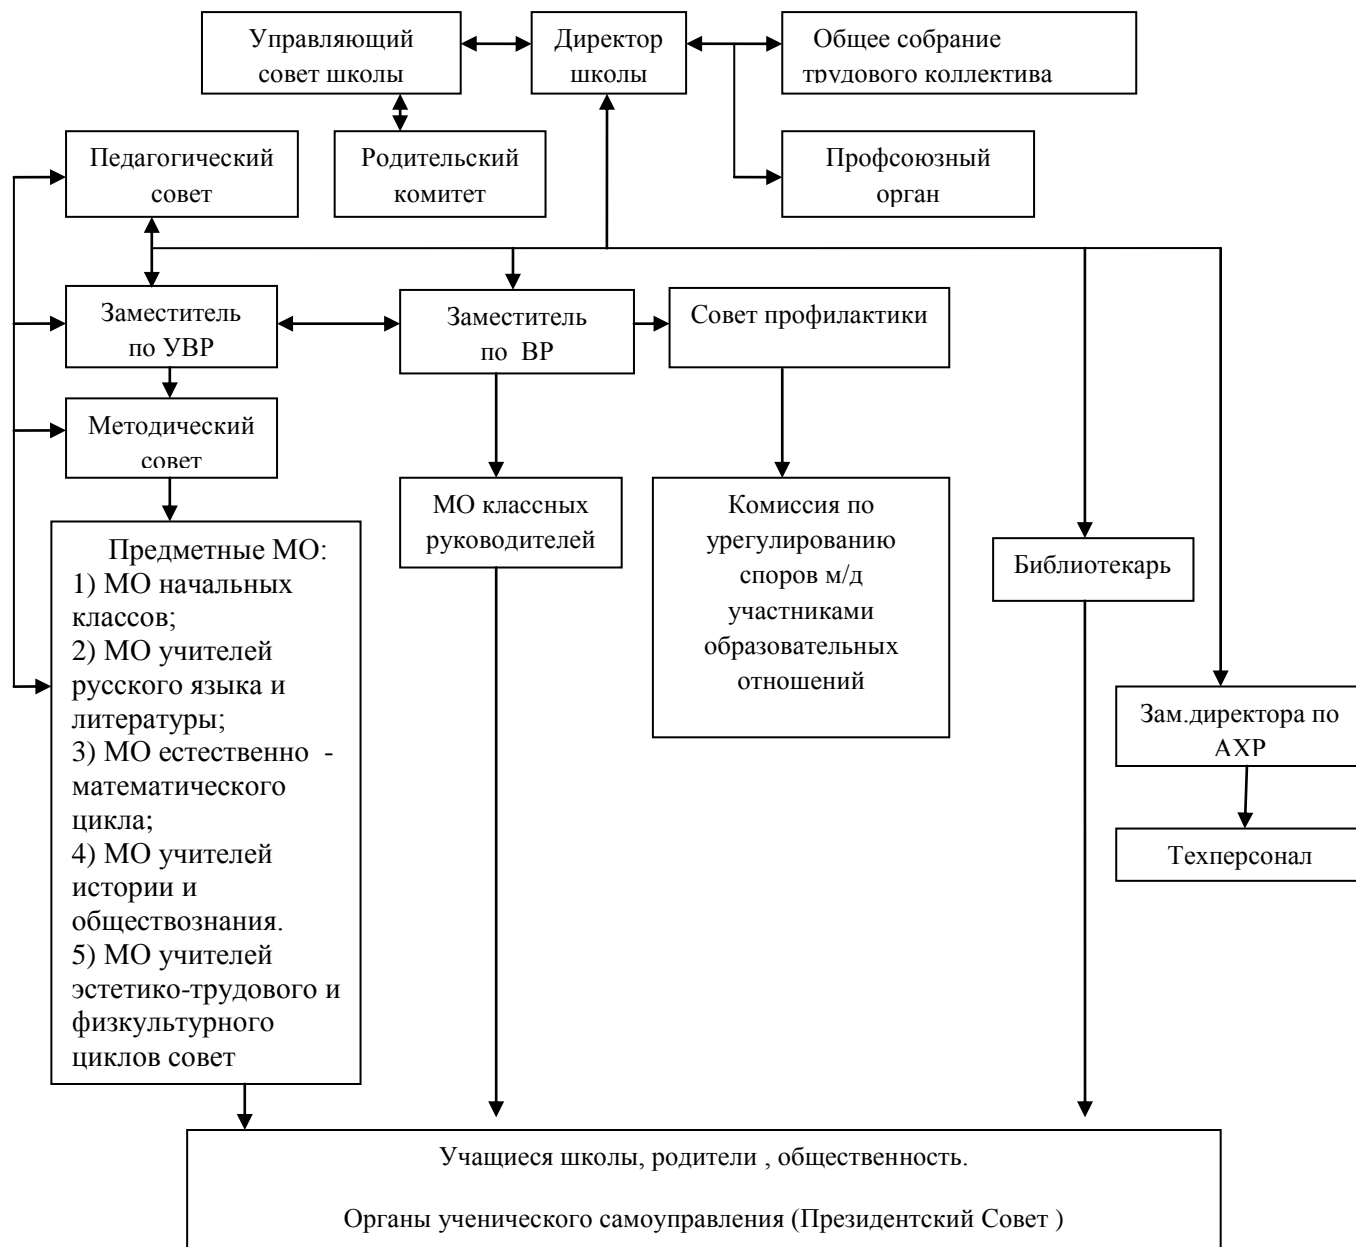 Управляющий
совет школы
Директор
школы
Общее собрание
трудового коллектива
Педагогический
совет
Родительский
комитет
Профсоюзный
орган
Заместитель
по УВР
Заместитель
по ВР
Совет профилактики
Методический
совет
МО классных
руководителей
Комиссия по
урегулированию
споров м/д
участниками
образовательных
отношений
Библиотекарь
Предметные МО:
1) МО начальных
классов;
2) МО учителей
русского языка и
литературы;
3) МО естественно -
математического
цикла;
4) МО учителей
истории и
обществознания.
5) МО учителей
эстетико-трудового и
физкультурного
циклов совет
Зам.директора по
АХР
Техперсонал
Учащиеся школы, родители , общественность.
Органы ученического самоуправления (Президентский Совет )